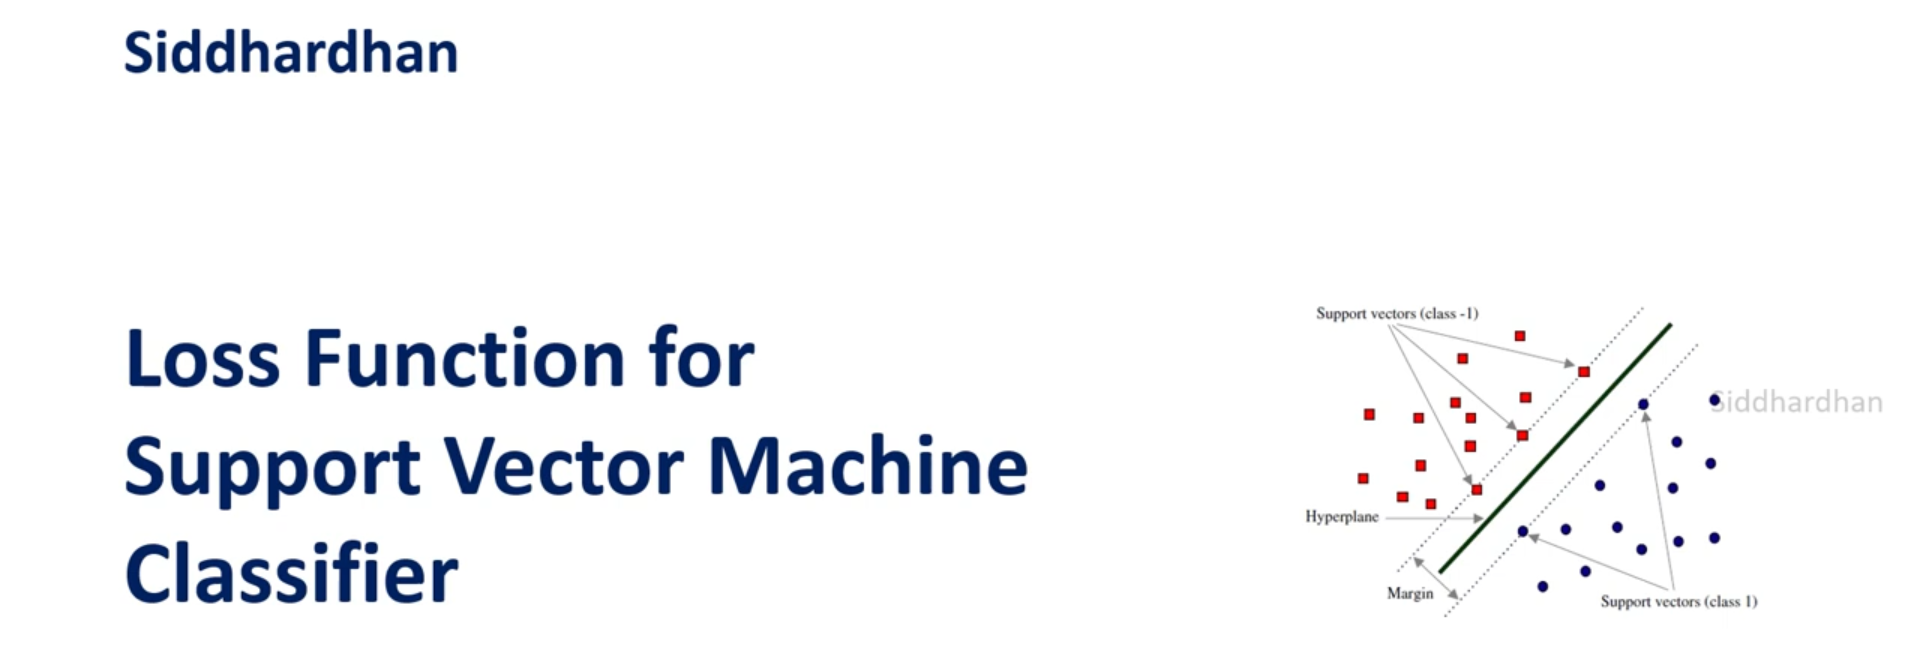 Siddhardhan
Loss Function for
Support Vector Machine
Classifier
Support vectors (class -1)
Siddhardhan
Hyperplane
Margin
Support vectors (class 1)